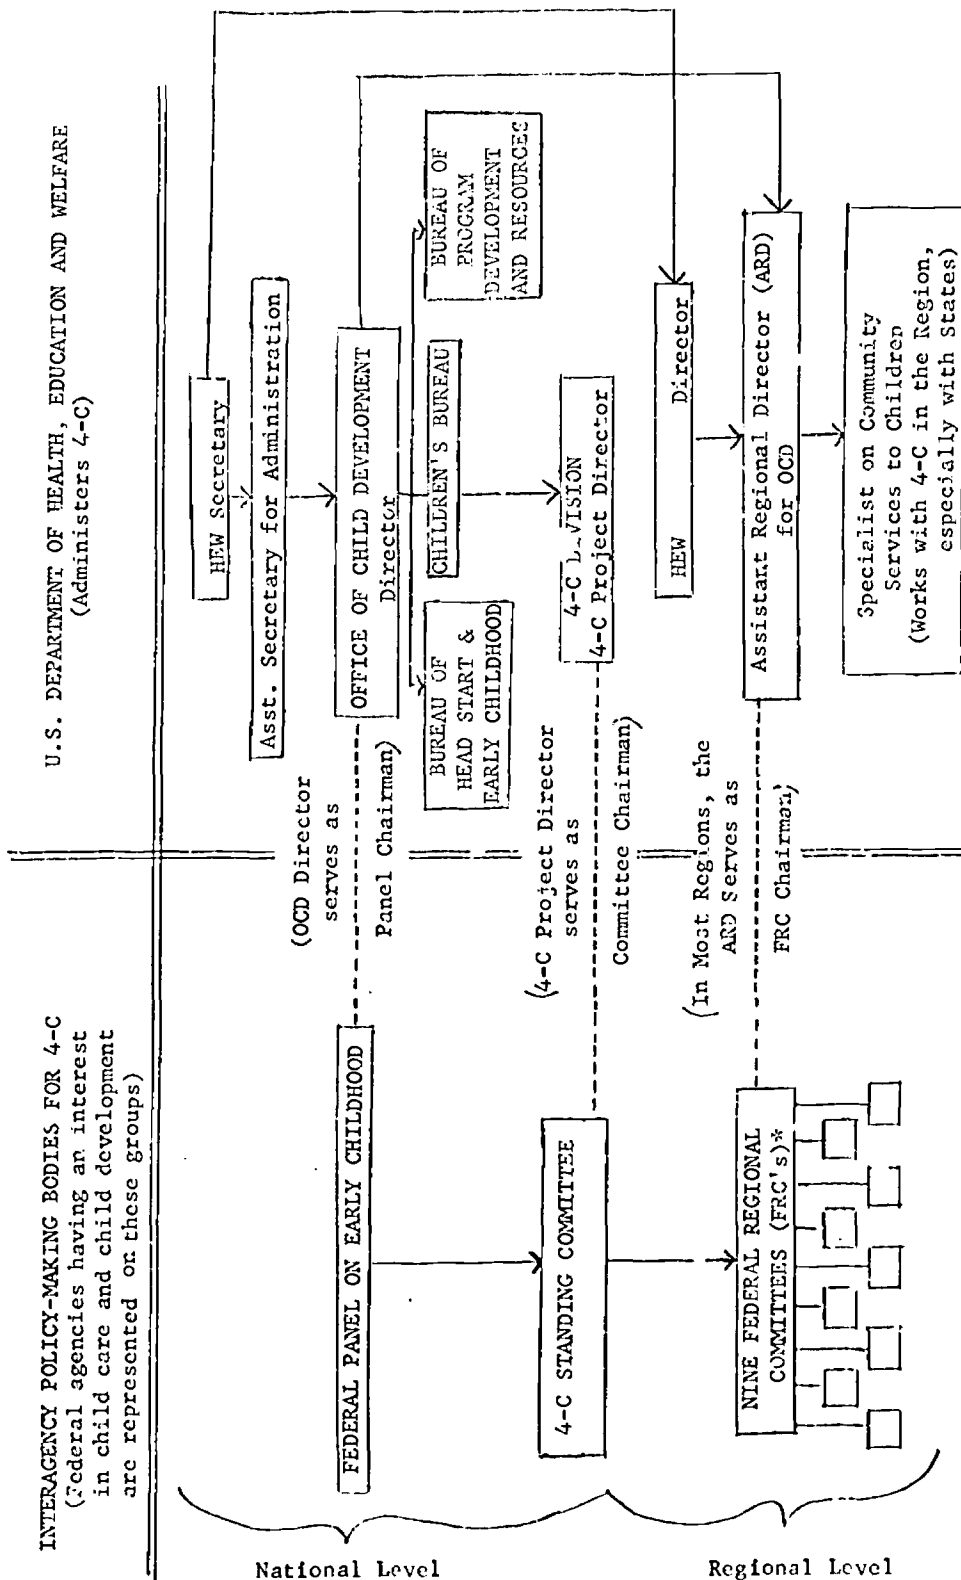 INTERAGENCY POLICY-MAKING BODIES FOR 4-C
(Federal agencies having an interest
in child care and child development
are represented on these groups)
U.S. DEPARTMENT OF HEALTH, EDUCATION AND WELFARE
(Administers 4-C)
National Level
FEDERAL PANEL ON EARLY CHILDHOOD
4-C STANDING COMMITTEE
Regional Level
NINE FEDERAL REGIONAL
COMMITTEES (FRC's)*
(OCD Director
serves as
Panel Chairman)
(4-C Project Director
serves as
Committee Chairman)
(In Most Regions, the
ARD Serves as
FRC Chairman)
HEW Secretary
Asst. Secretary for Administration
OFFICE OF CHILD DEVELOPMENT
Director
BUREAU OF
HEAD START &
EARLY CHILDHOOD
CHILDREN'S BUREAU
BUREAU OF
PROGRAM
DEVELOPMENT
AND RESOURCES
4-C DIVISION
4-C Project Director
HEW Director
Assistant Regional Director (ARD)
for OCD
Specialist on Community
Services to Children
(Works with 4-C in the Region,
especially with States)